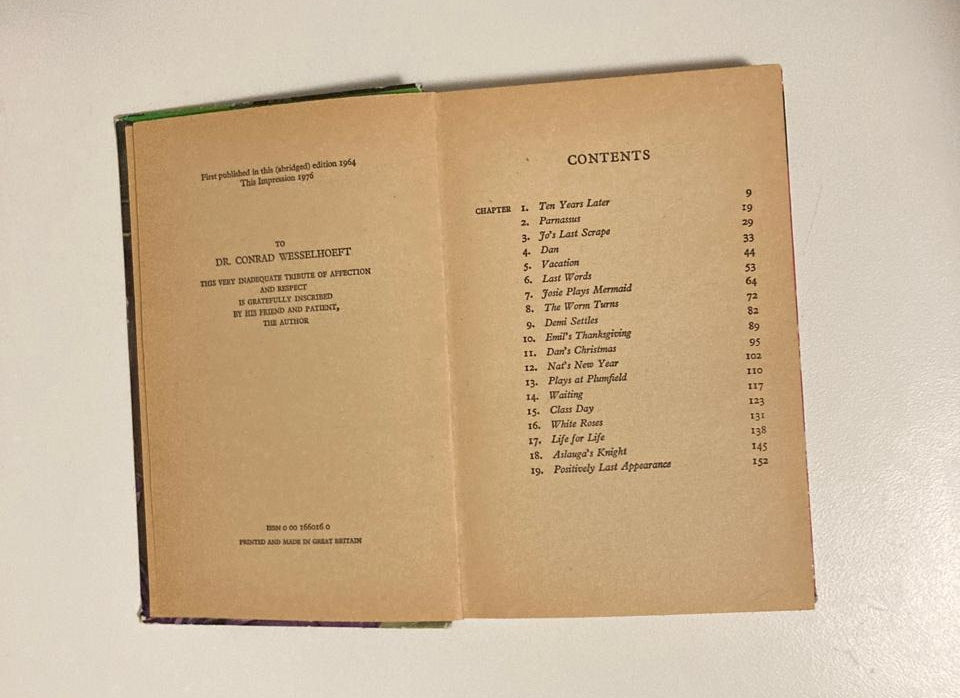 First published in this (abridged) edition 1964
This Impression 1976
TO
DR. CONRAD WESSELHOEFT
THIS VERY INADEQUATE TRIBUTE OF AFFECTION
AND RESPECT
IS GRATEFULLY INSCRIBED
BY HIS FRIEND AND PATIENT,
THE AUTHOR
ISBN 0 00 166016 0
PRINTED AND MADE IN GREAT BRITAIN
CONTENTS
CHAPTER 1. Ten Years Later 9
2. Parnassus 19
3. Jo's Last Scrape 29
4. Dan 33
5. Vacation 44
6. Last Words 53
7. Josie Plays Mermaid 64
8. The Worm Turns 72
9. Demi Settles 82
10. Emil's Thanksgiving 89
11. Dan's Christmas 95
12. Nat's New Year 102
13. Plays at Plumfield 110
14. Waiting 117
15. Class Day 123
16. White Roses 131
17. Life for Life 138
18. Aslauga's Knight 145
19. Positively Last Appearance 152